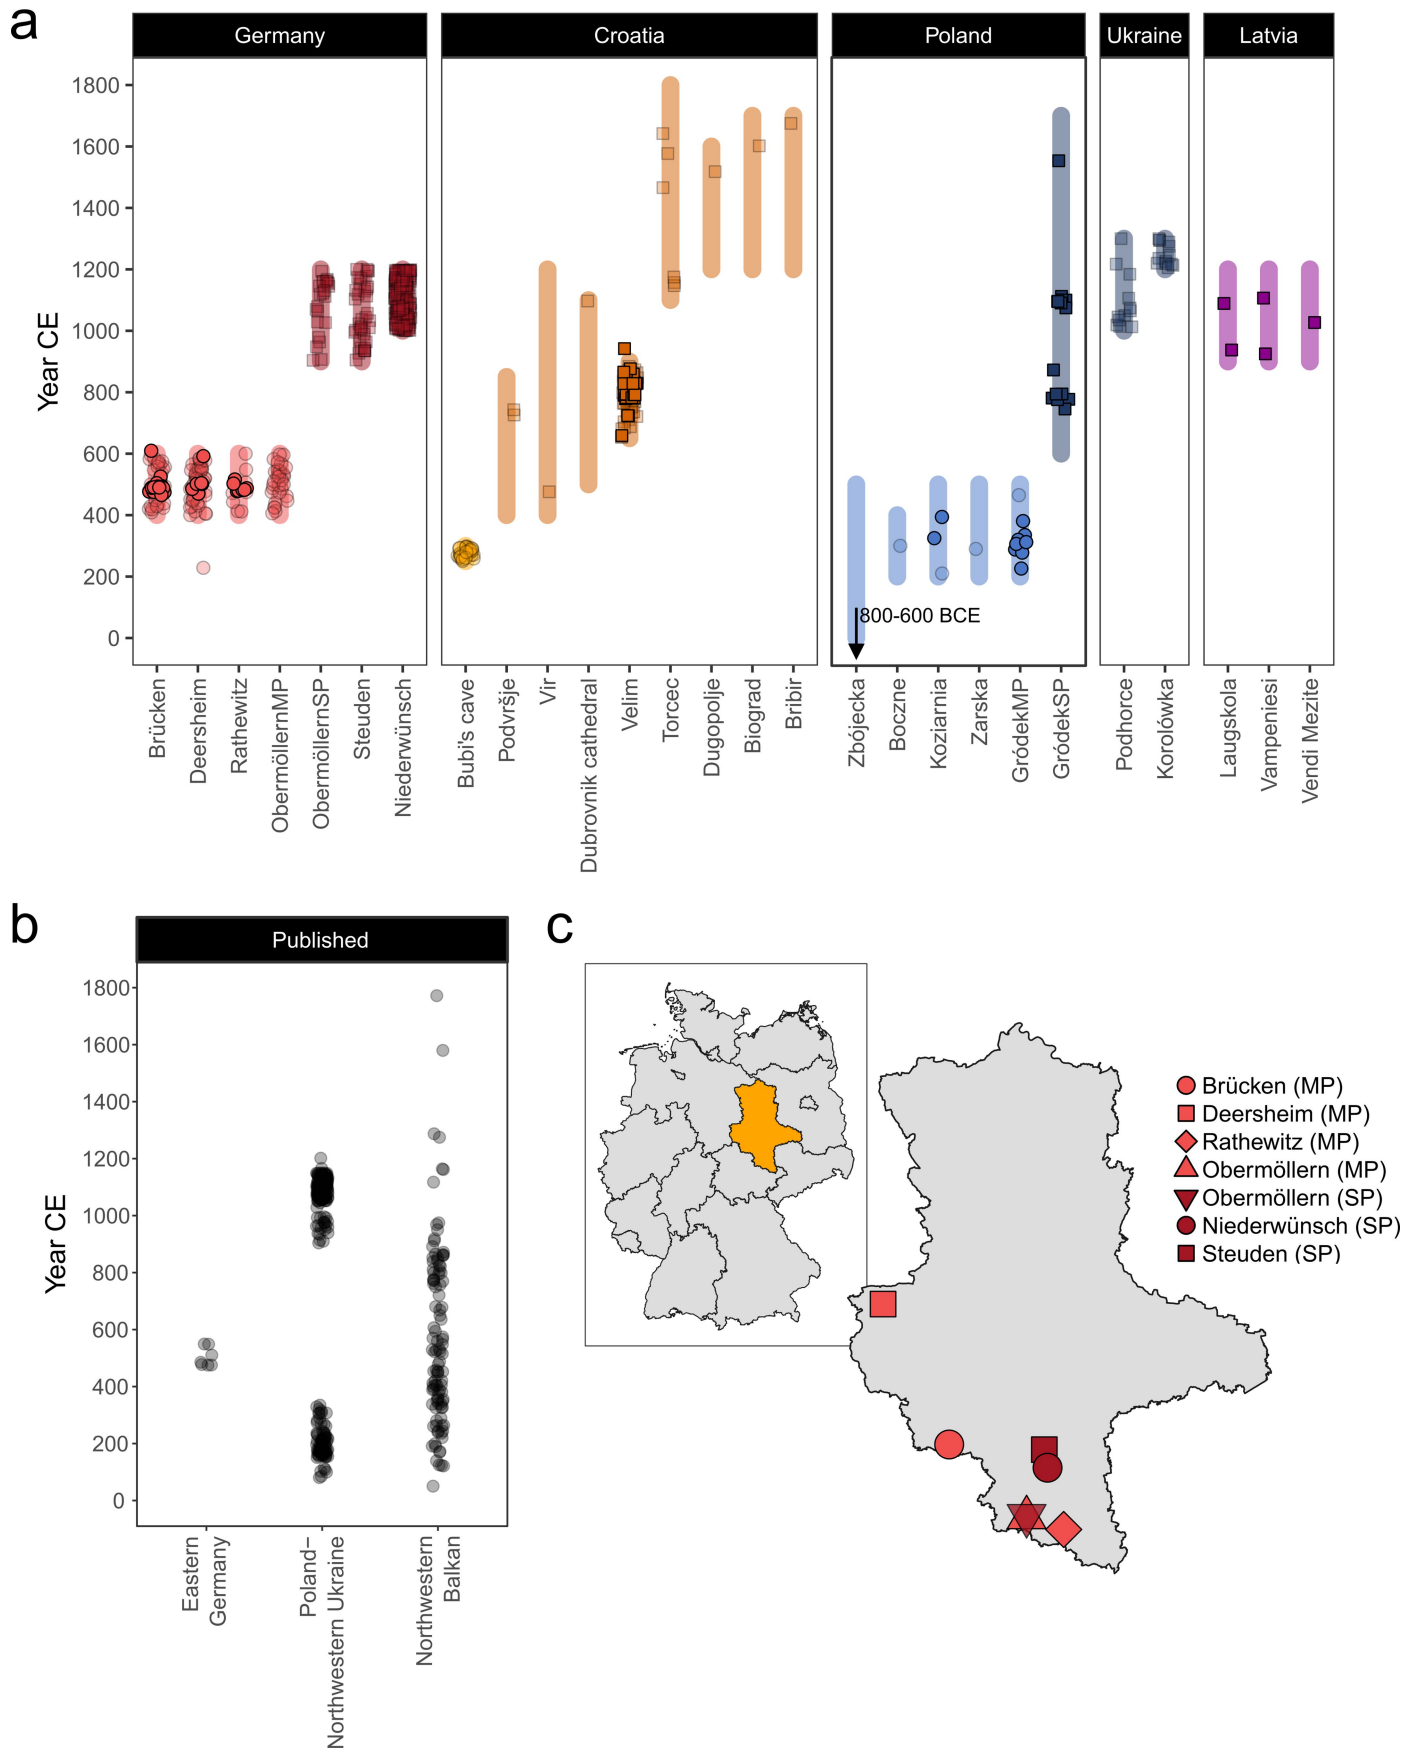 a
Germany
Croatia
Poland
Ukraine
Latvia
Year CE
1800
1600
1400
1200
1000
800
600
400
200
0
800-600 BCE
Brücken
Deersheim
Rathewitz
ObermöllernMP
ObermöllernSP
Steuden
Niederwünsch
Bubi's cave
Podvršje
Vir
Dubrovnik cathedral
Velim
Torcec
Dugopolje
Biograd
Bribir
Zbójecka
Boczne
Koziarnia
Zarska
GródekMP
GródekSP
Podhorce
Korolówka
Laugskola
Vampeniesi
Vendi Mezite
b
Published
Year CE
1800
1600
1400
1200
1000
800
600
400
200
0
Eastern
Germany
Poland−
Northwestern Ukraine
Northwestern
Balkan
c
Brücken (MP)
Deersheim (MP)
Rathewitz (MP)
Obermöllern (MP)
Obermöllern (SP)
Niederwünsch (SP)
Steuden (SP)